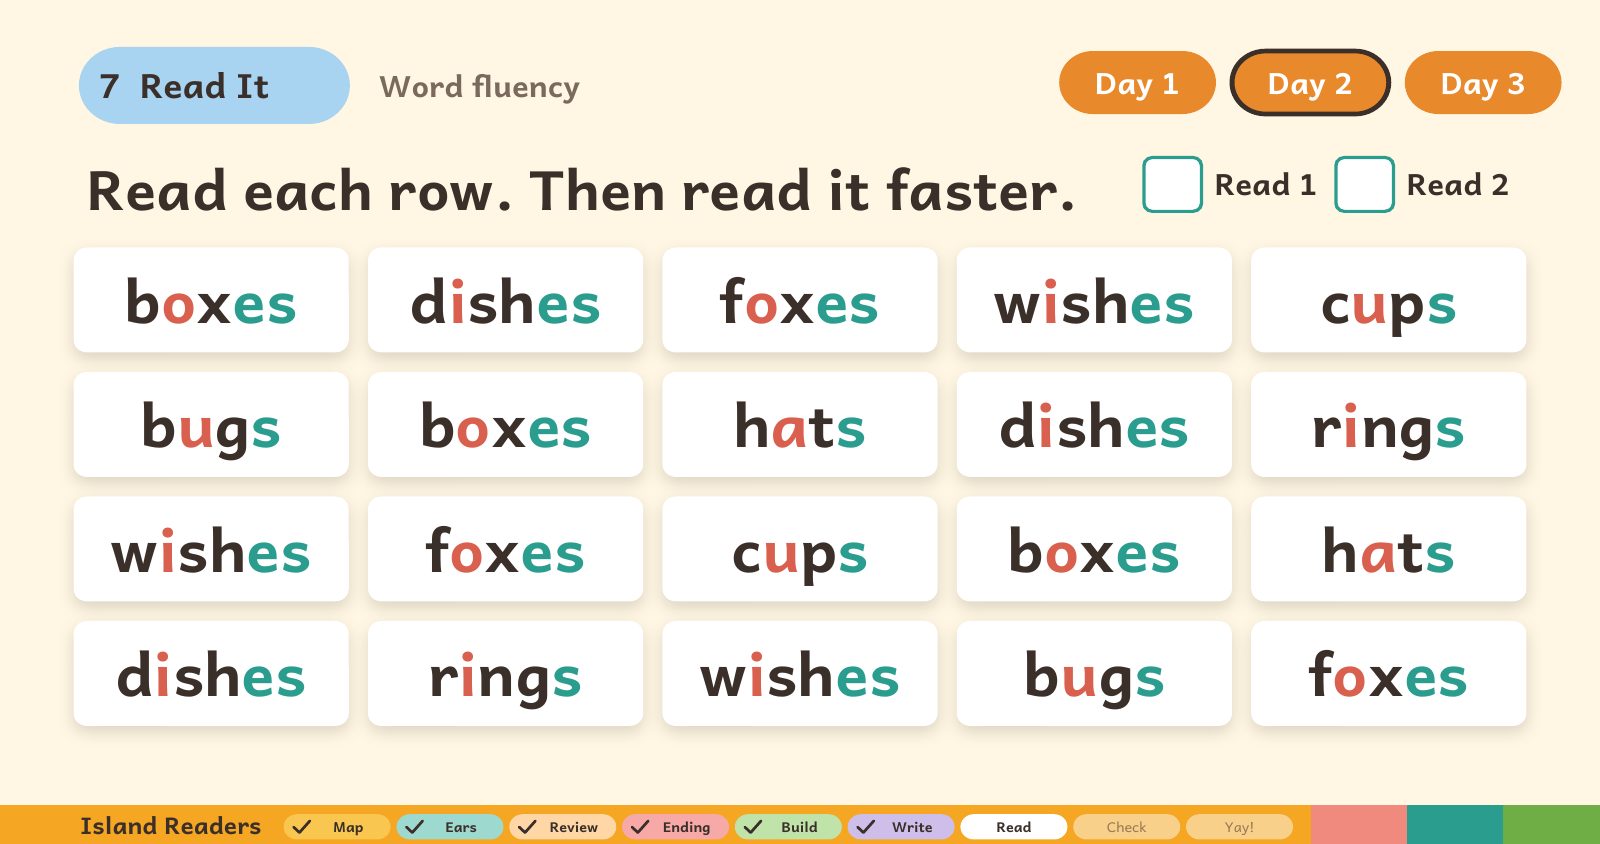 7 Read It Word fluency Day 1 Day 2 Day 3
Read each row. Then read it faster. Read 1 Read 2
boxes dishes foxes wishes cups
bugs boxes hats dishes rings
wishes foxes cups boxes hats
dishes rings wishes bugs foxes
Island Readers Map Ears Review Ending Build Write Read Check Yay!